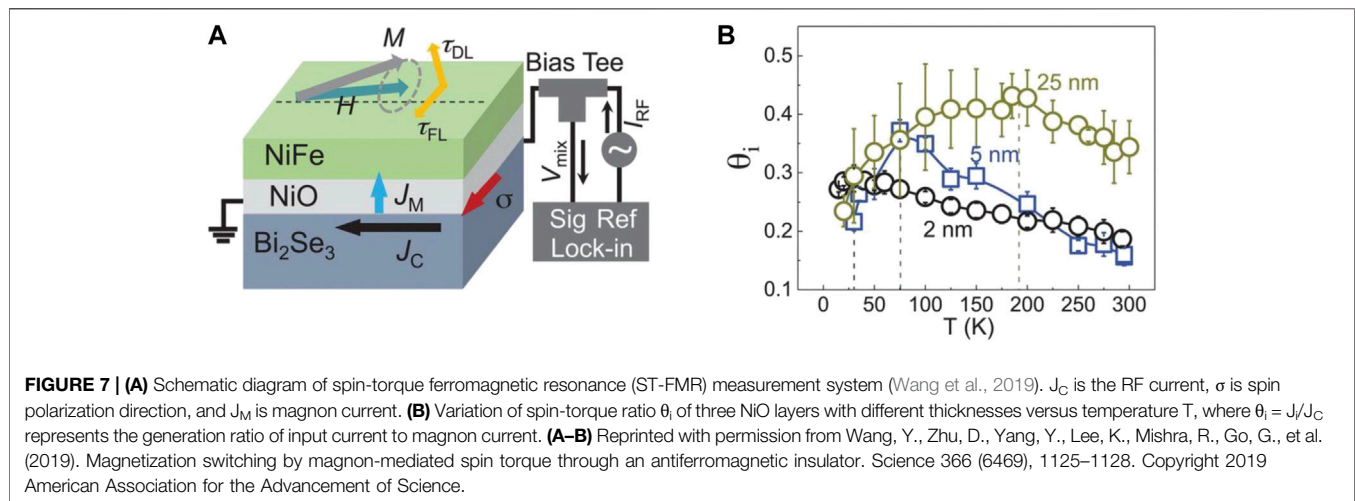 A
M
τDL
H
τFL
NiFe
NiO
JM
σ
Bi2Se3
JC
Bias Tee
Vmix
IRF
~
Sig Ref
Lock-in
B
θi
0.5
0.4
0.3
0.2
0.1
25 nm
5 nm
2 nm
0 50 100 150 200 250 300
T (K)
FIGURE 7 | (A) Schematic diagram of spin-torque ferromagnetic resonance (ST-FMR) measurement system (Wang et al., 2019). JC is the RF current, σ is spin
polarization direction, and JM is magnon current. (B) Variation of spin-torque ratio θi of three NiO layers with different thicknesses versus temperature T, where θi = Ji/JC
represents the generation ratio of input current to magnon current. (A–B) Reprinted with permission from Wang, Y., Zhu, D., Yang, Y., Lee, K., Mishra, R., Go, G., et al.
(2019). Magnetization switching by magnon-mediated spin torque through an antiferromagnetic insulator. Science 366 (6469), 1125–1128. Copyright 2019
American Association for the Advancement of Science.